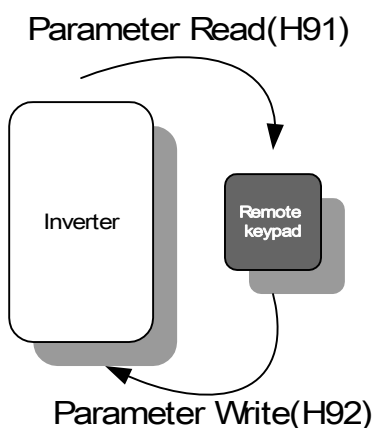 Parameter Read(H91)
Inverter
Remote
keypad
Parameter Write(H92)